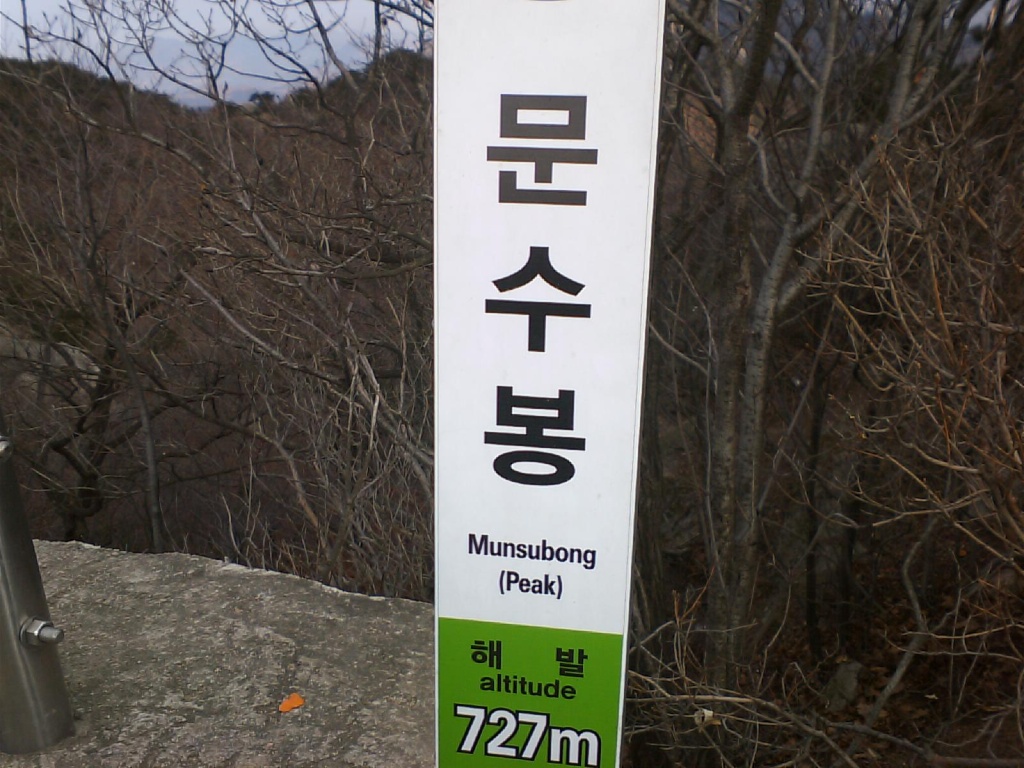 문수봉
Munsubong
(Peak)
해 발
altitude
727m